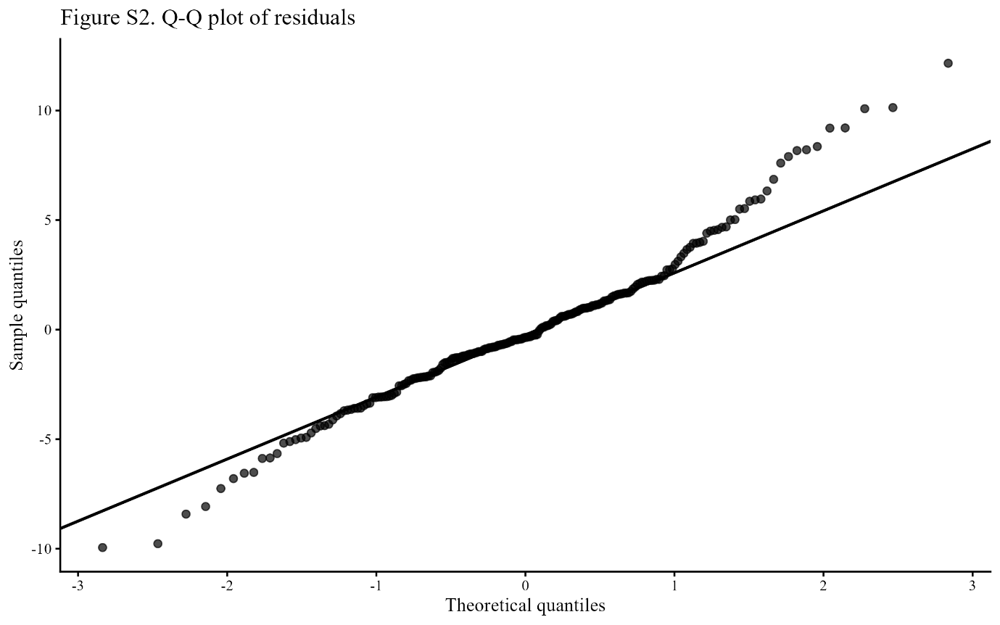 Figure S2. Q-Q plot of residuals
10
5
0
-5
-10
Sample quantiles
-3 -2 -1 0 1 2 3
Theoretical quantiles